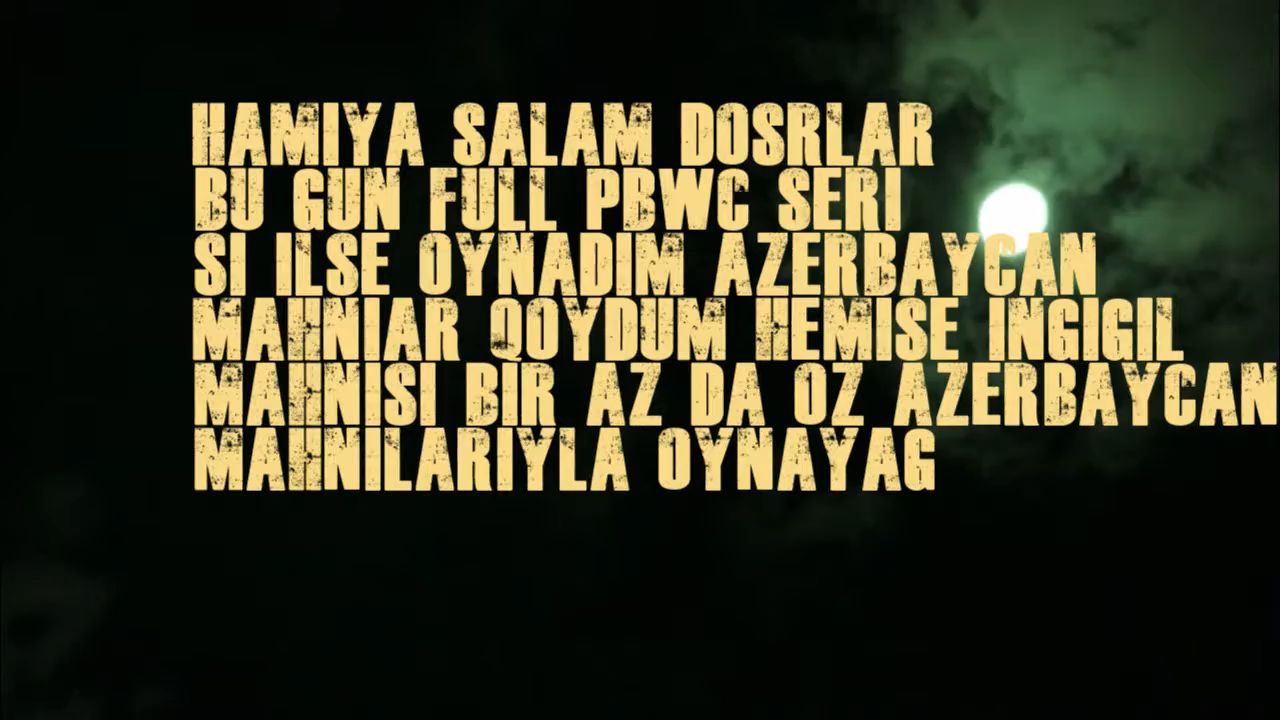 HAMIYA SALAM DOSRLAR
BU GUN FULL PBWC SERI
SI ILSE OYNADIM AZERBAYCAN
MAHNIAR QOYDUM HEMISE INGIGIL
MAHNISI BIR AZ DA OZ AZERBAYCAN
MAHNILARIYLA OYNAYAG